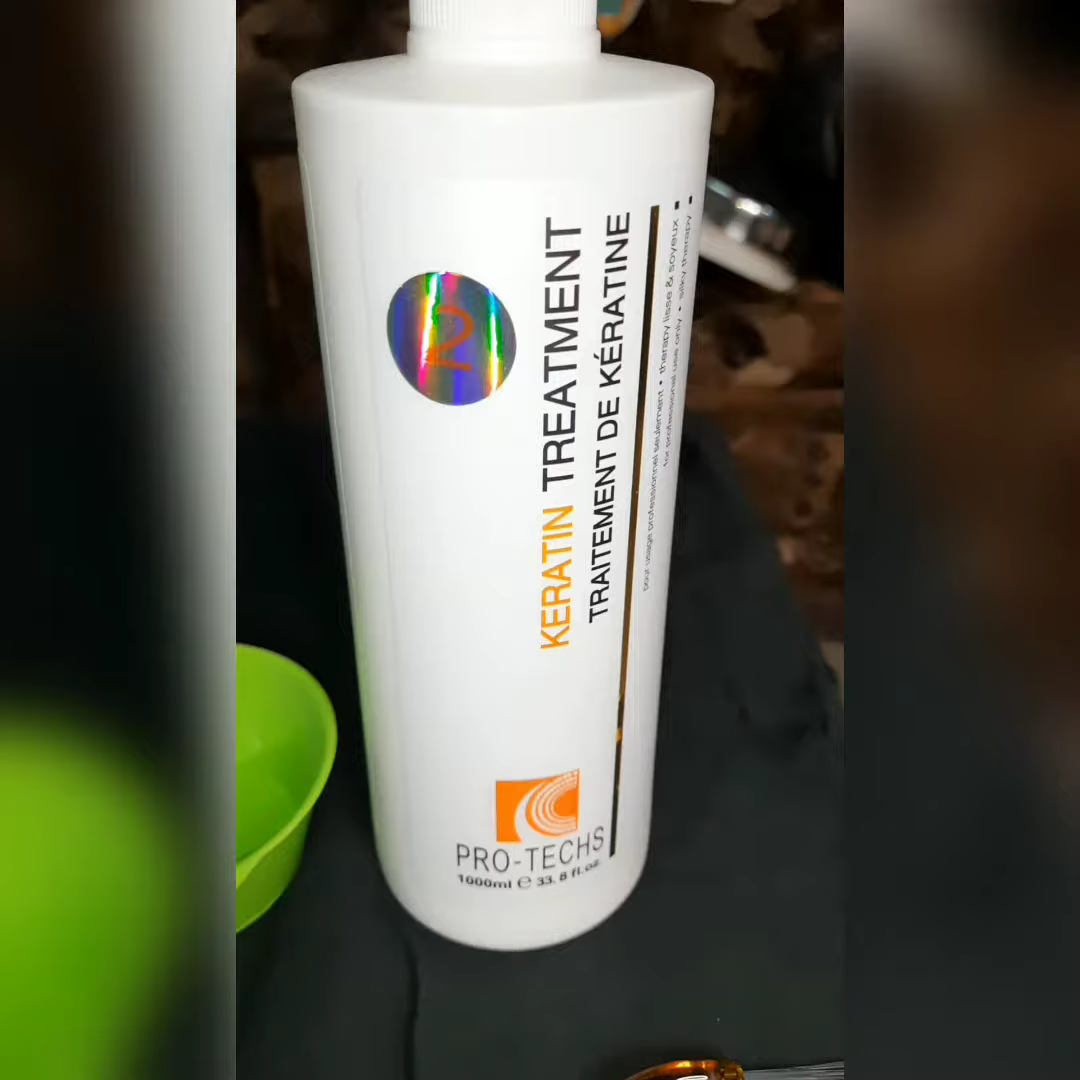 2
KERATIN TREATMENT
TRAITEMENT DE KÉRATINE
pour usage professionnel seulement • therapy lisse & soyeux
for professional use only • silky therapy
PRO-TECHS
1000ml ℮ 33.8 fl.oz